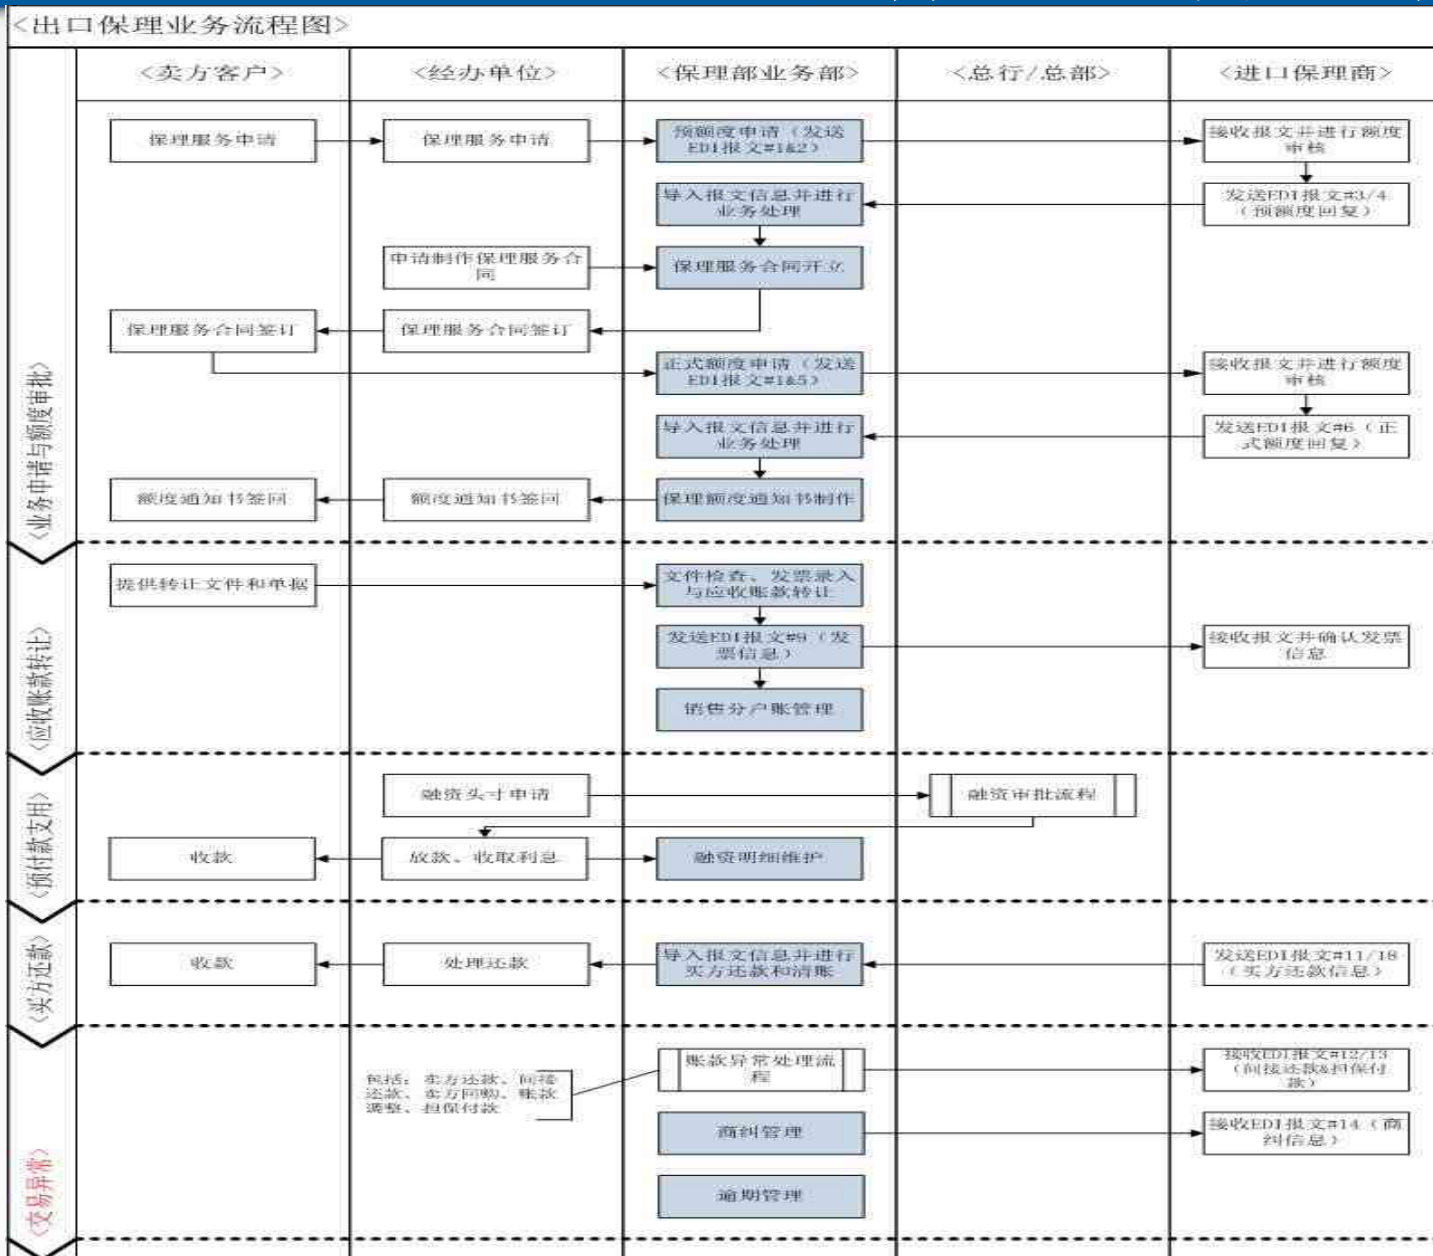 <出口保理业务流程图>
<卖方客户>
<经办单位>
<保理部业务部>
<总行/总部>
<进口保理商>
<业务申请与额度审批>
保理服务申请
保理服务申请
预额度申请（发送
EDI报文#1&2）
接收报文并进行额度
审核
导入报文信息并进行
业务处理
发送EDI报文#3/4
（预额度回复）
申请制作保理服务合
同
保理服务合同开立
保理服务合同签订
保理服务合同签订
正式额度申请（发送
EDI报文#1&5）
接收报文并进行额度
审核
导入报文信息并进行
业务处理
发送EDI报文#6（正
式额度回复）
额度通知书签回
额度通知书签回
保理额度通知书制作
<应收账款转让>
提供转让文件和单据
文件检查、发票录入
与应收账款转让
发送EDI报文#9（发
票信息）
接收报文并确认发票
信息
销售分户账管理
<预付款支用>
融资头寸申请
融资审批流程
收款
放款、收取利息
融资明细维护
<买方还款>
收款
处理还款
导入报文信息并进行
买方还款和清账
发送EDI报文#11/18
（买方还款信息）
<交易异常>
包括：卖方还款、间接
还款、卖方回购、账款
调整、担保付款
账款异常处理流
程
接收EDI报文#12/13
（间接还款&担保付
款）
商纠管理
接收EDI报文#14（商
纠信息）
逾期管理